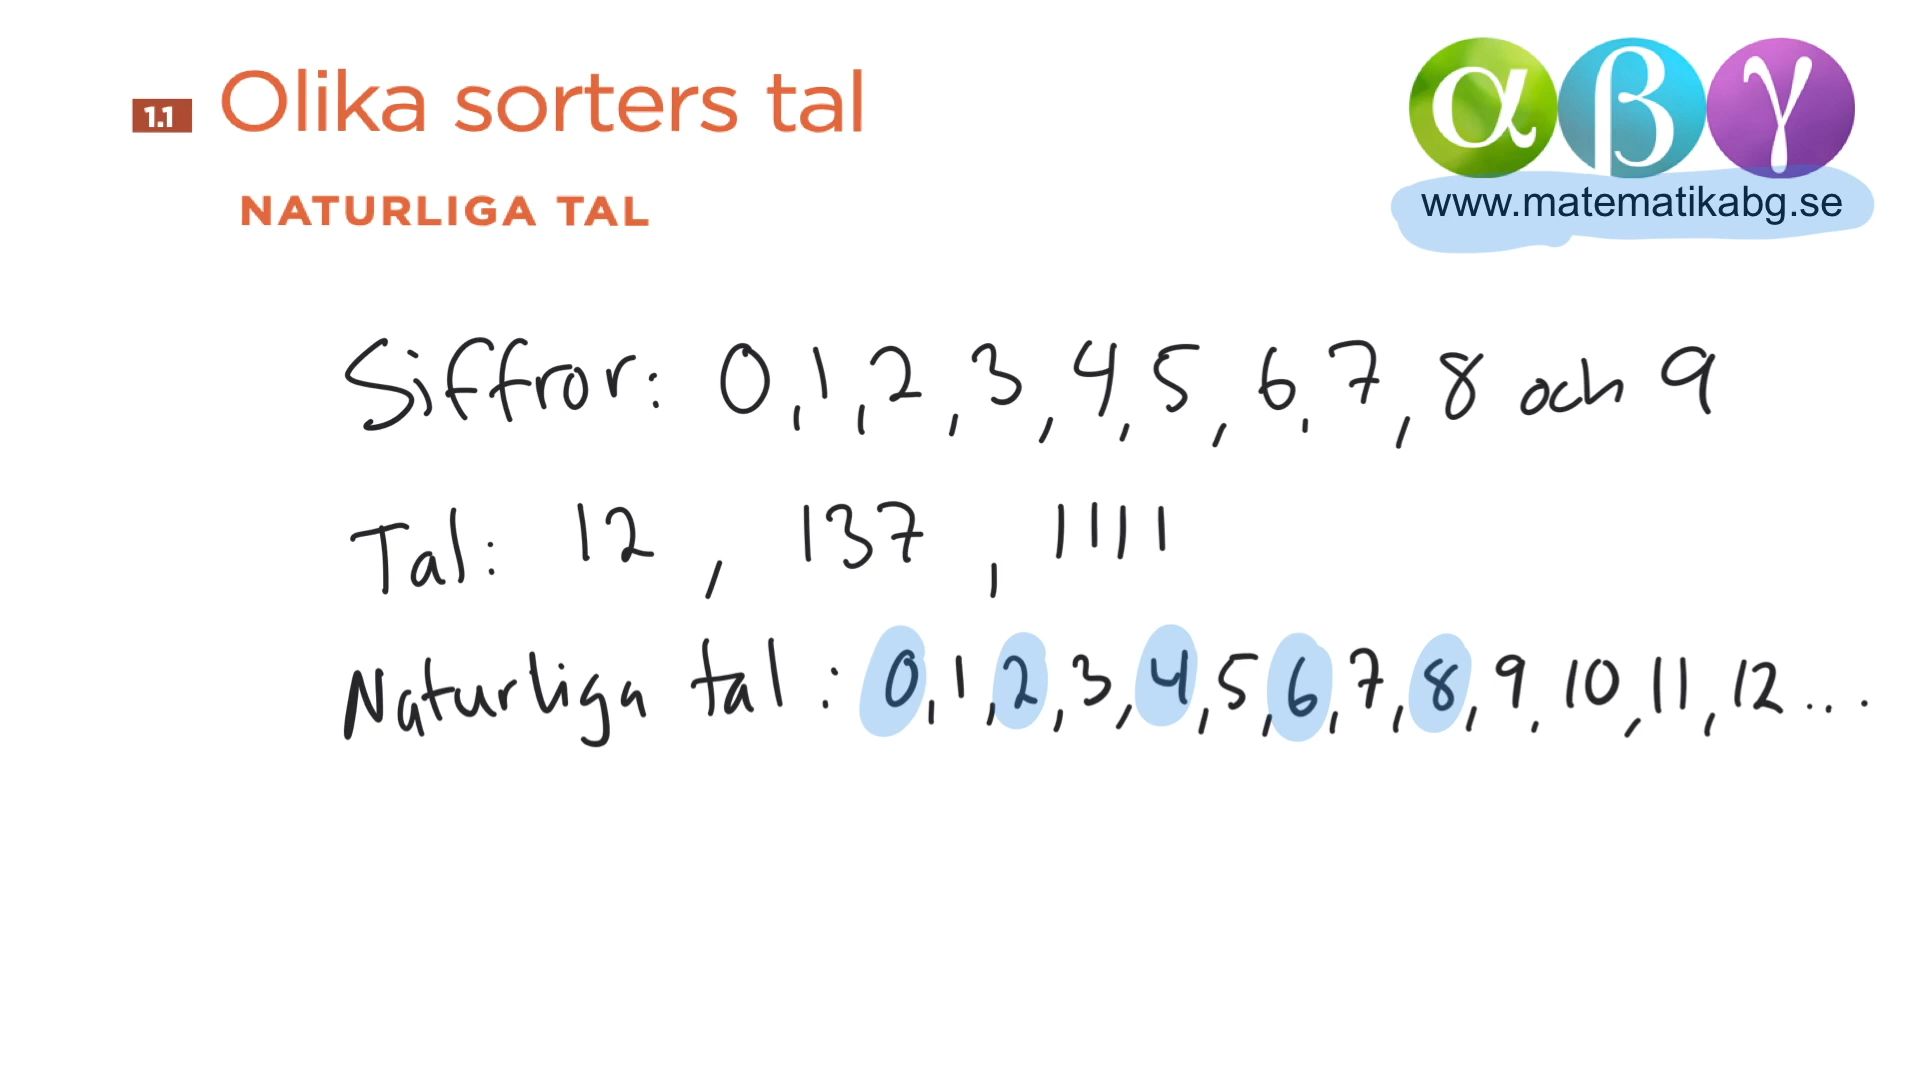 1.1 Olika sorters tal
αβγ
www.matematikabg.se
NATURLIGA TAL
Siffror: 0,1,2,3,4,5,6,7,8 och 9
Tal: 12, 137, 1111
Naturliga tal: 0,1,2,3,4,5,6,7,8,9,10,11,12...